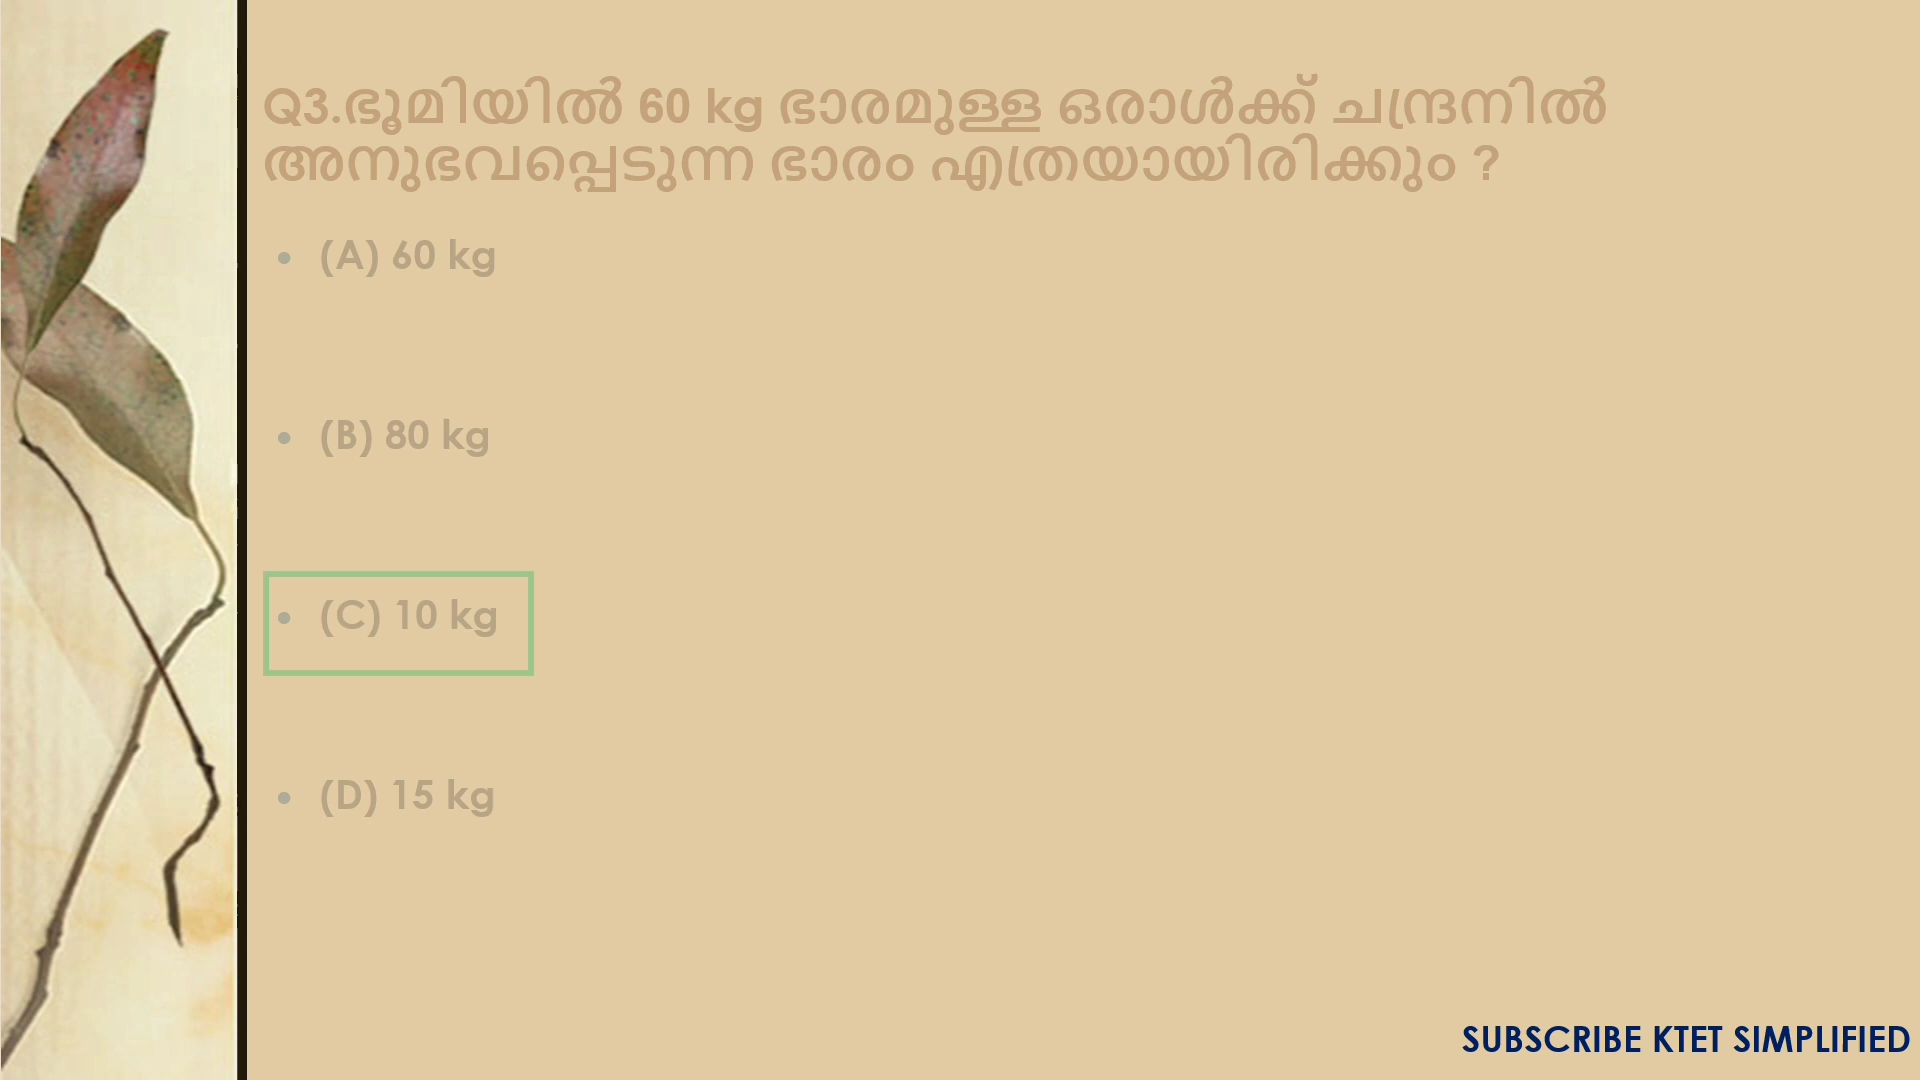 Q3.ഭൂമിയിൽ 60 kg ഭാരമുള്ള ഒരാൾക്ക് ചന്ദ്രനിൽ
അനുഭവപ്പെടുന്ന ഭാരം എത്രയായിരിക്കും ?
• (A) 60 kg
• (B) 80 kg
• (C) 10 kg
• (D) 15 kg
SUBSCRIBE KTET SIMPLIFIED